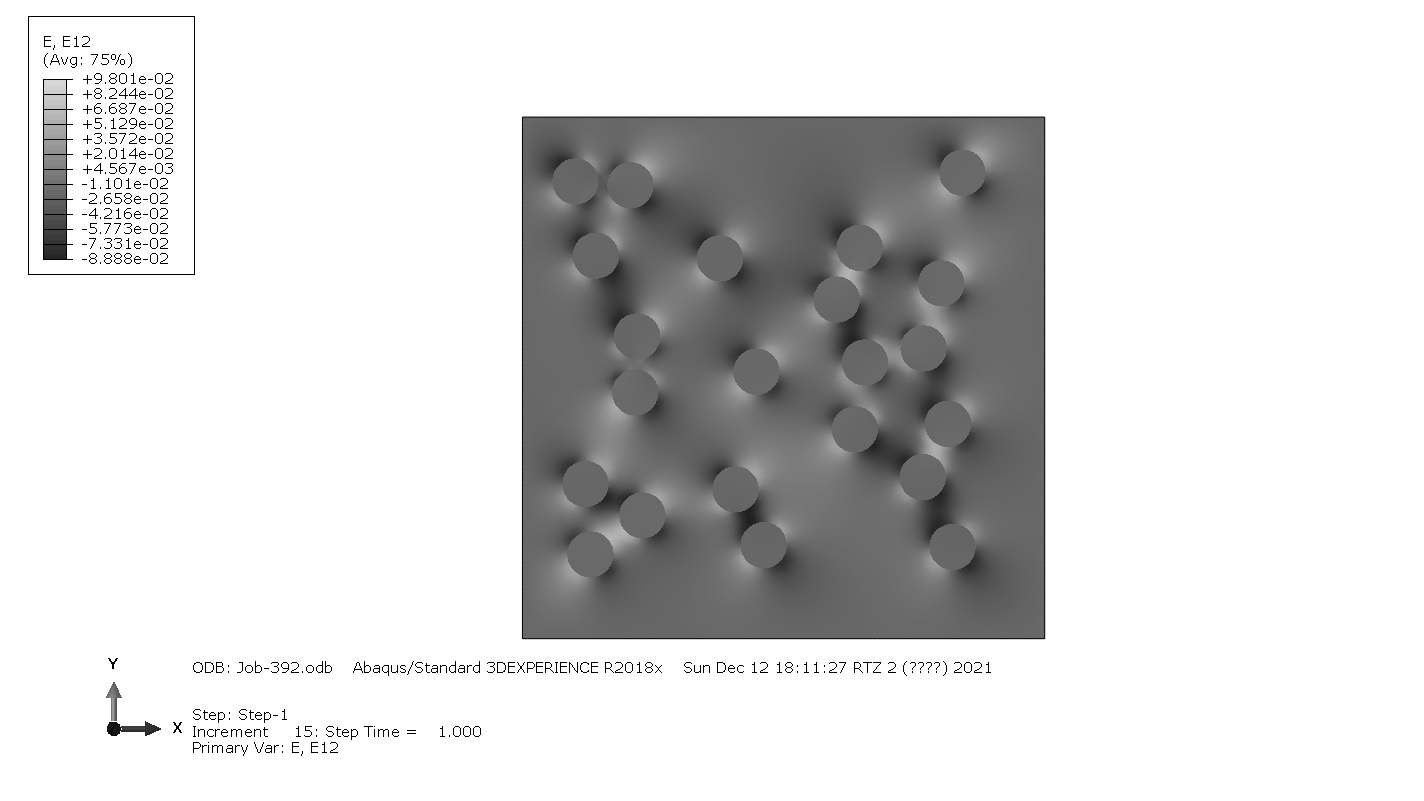 E, E12
(Avg: 75%)
+9.801e-02
+8.244e-02
+6.687e-02
+5.129e-02
+3.572e-02
+2.014e-02
+4.567e-03
-1.101e-02
-2.658e-02
-4.216e-02
-5.773e-02
-7.331e-02
-8.888e-02
Y
X
ODB: Job-392.odb    Abaqus/Standard 3DEXPERIENCE R2018x    Sun Dec 12 18:11:27 RTZ 2 (????) 2021
Step: Step-1
Increment     15: Step Time =    1.000
Primary Var: E, E12